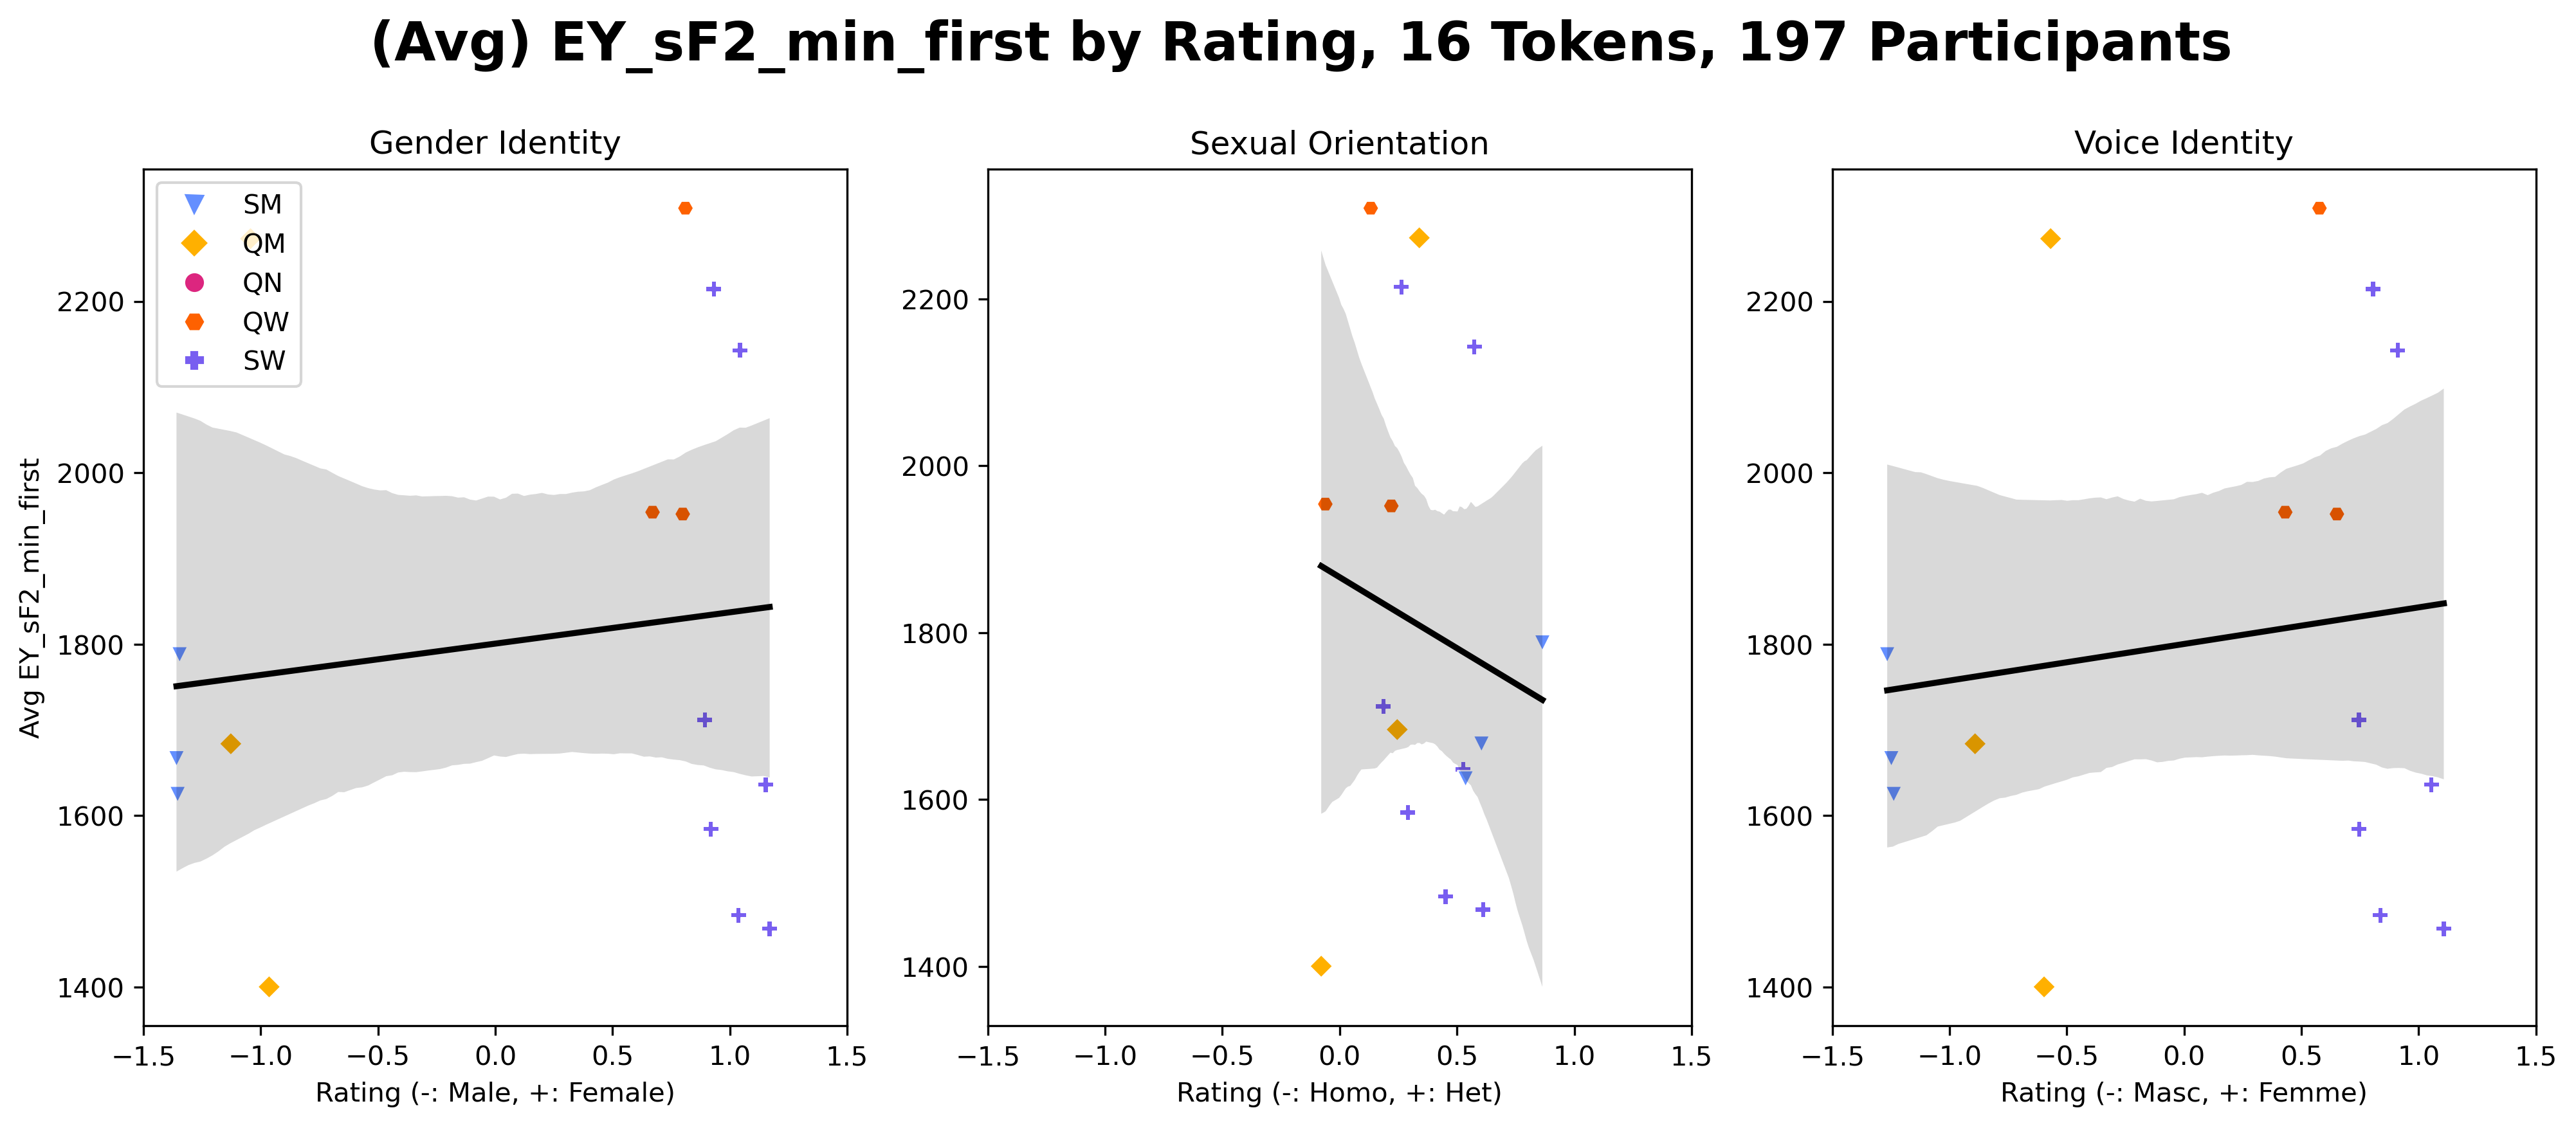 (Avg) EY_sF2_min_first by Rating, 16 Tokens, 197 Participants
Gender Identity
SM
QM
QN
QW
SW
Avg EY_sF2_min_first
2200
2000
1800
1600
1400
−1.5 −1.0 −0.5 0.0 0.5 1.0 1.5
Rating (-: Male, +: Female)
Sexual Orientation
2200
2000
1800
1600
1400
−1.5 −1.0 −0.5 0.0 0.5 1.0 1.5
Rating (-: Homo, +: Het)
Voice Identity
2200
2000
1800
1600
1400
−1.5 −1.0 −0.5 0.0 0.5 1.0 1.5
Rating (-: Masc, +: Femme)